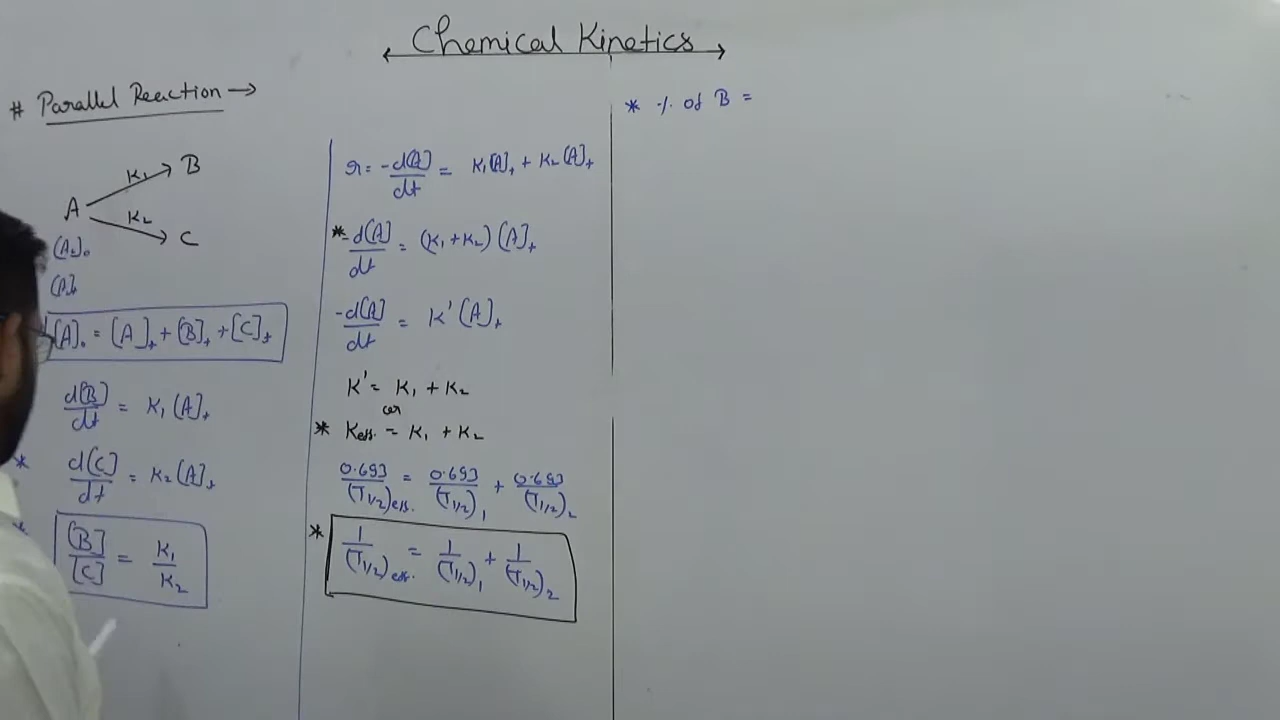 Chemical Kinetics
# Parallel Reaction →
A
K₁
B
K₂
C
[A]₀ = [A]ₜ + [B]ₜ + [C]ₜ
d[B]/dt = K₁[A]ₜ
* d[C]/dt = K₂[A]ₜ
* [B]/[C] = K₁/K₂
r = -d[A]/dt = K₁[A]ₜ + K₂[A]ₜ
* -d[A]/dt = (K₁+K₂)[A]ₜ
-d[A]/dt = K'[A]ₜ
K' = K₁ + K₂
or
* Keff. = K₁ + K₂
0.693/(T1/2)eff. = 0.693/(T1/2)₁ + 0.693/(T1/2)₂
* 1/(T1/2)eff. = 1/(T1/2)₁ + 1/(T1/2)₂
* % of B =